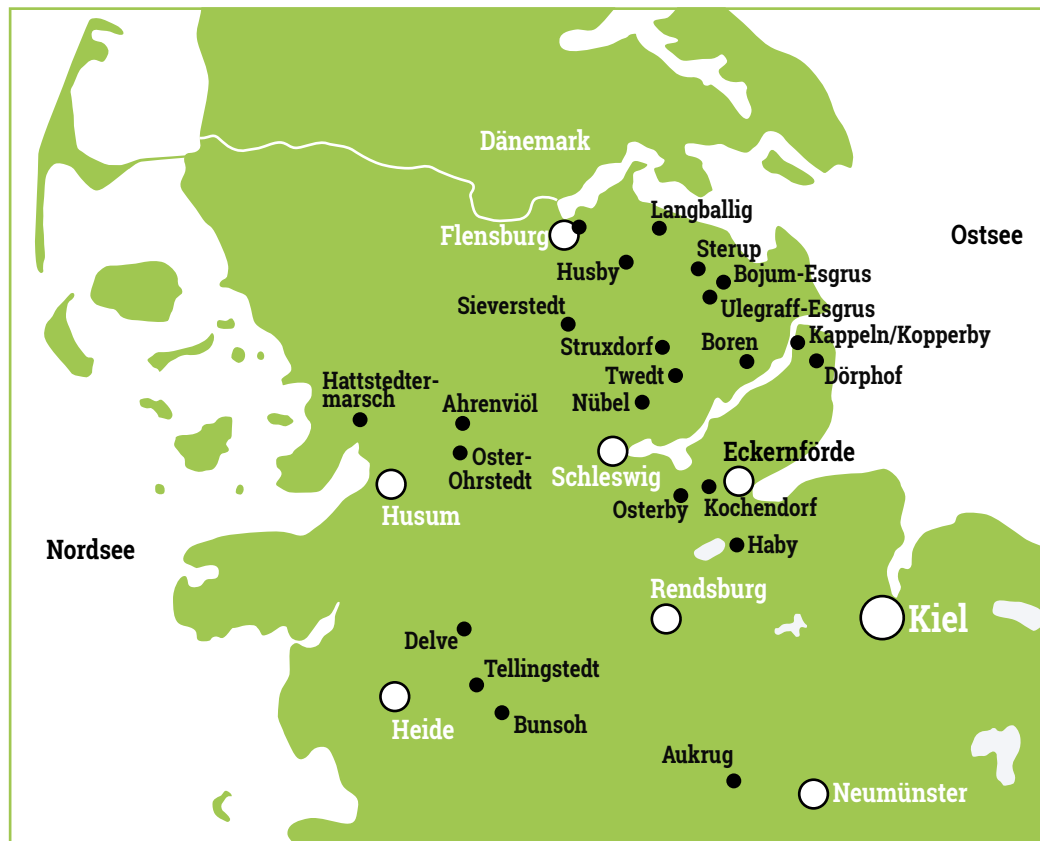 Dänemark
Langballig
Flensburg
Ostsee
Sterup
Husby
Bojum-Esgrus
Sieverstedt
Ulegraff-Esgrus
Struxdorf
Boren
Kappeln/Kopperby
Twedt
Dörphof
Hattstedter-
marsch
Ahrenviöl
Nübel
Oster-
Ohrstedt
Eckernförde
Schleswig
Husum
Osterby
Kochendorf
Nordsee
Haby
Rendsburg
Kiel
Delve
Tellingstedt
Heide
Bunsoh
Aukrug
Neumünster